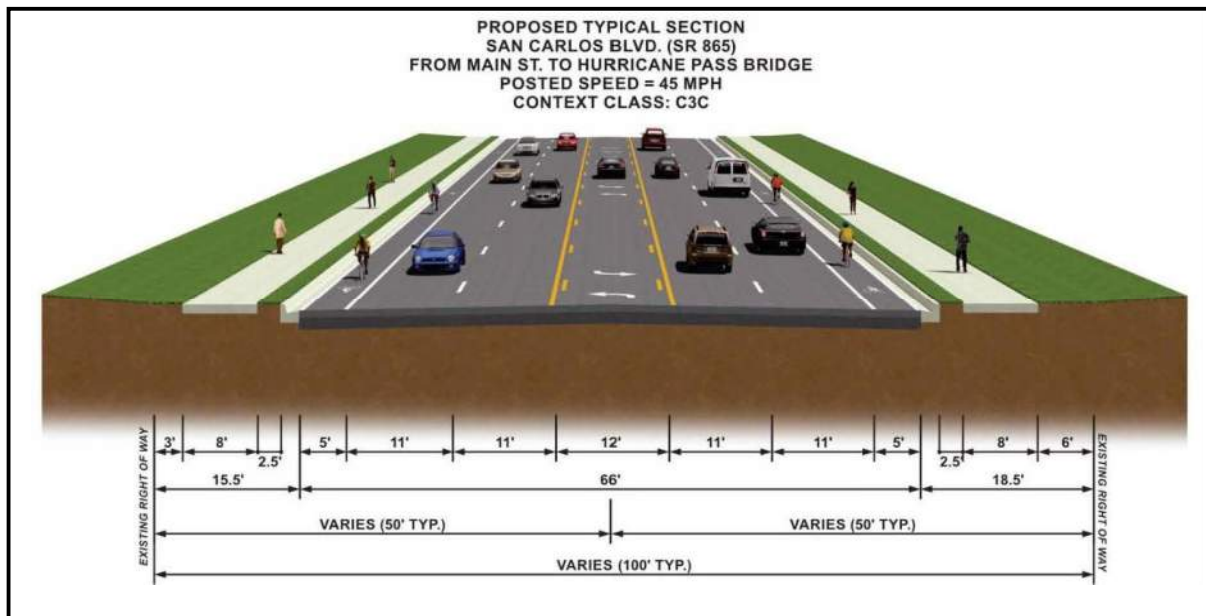 PROPOSED TYPICAL SECTION
SAN CARLOS BLVD. (SR 865)
FROM MAIN ST. TO HURRICANE PASS BRIDGE
POSTED SPEED = 45 MPH
CONTEXT CLASS: C3C
EXISTING RIGHT OF WAY
3' 8' 2.5' 5' 11' 11' 12' 11' 11' 5' 2.5' 8' 6'
15.5' 66' 18.5'
VARIES (50' TYP.) VARIES (50' TYP.)
VARIES (100' TYP.)
EXISTING RIGHT OF WAY